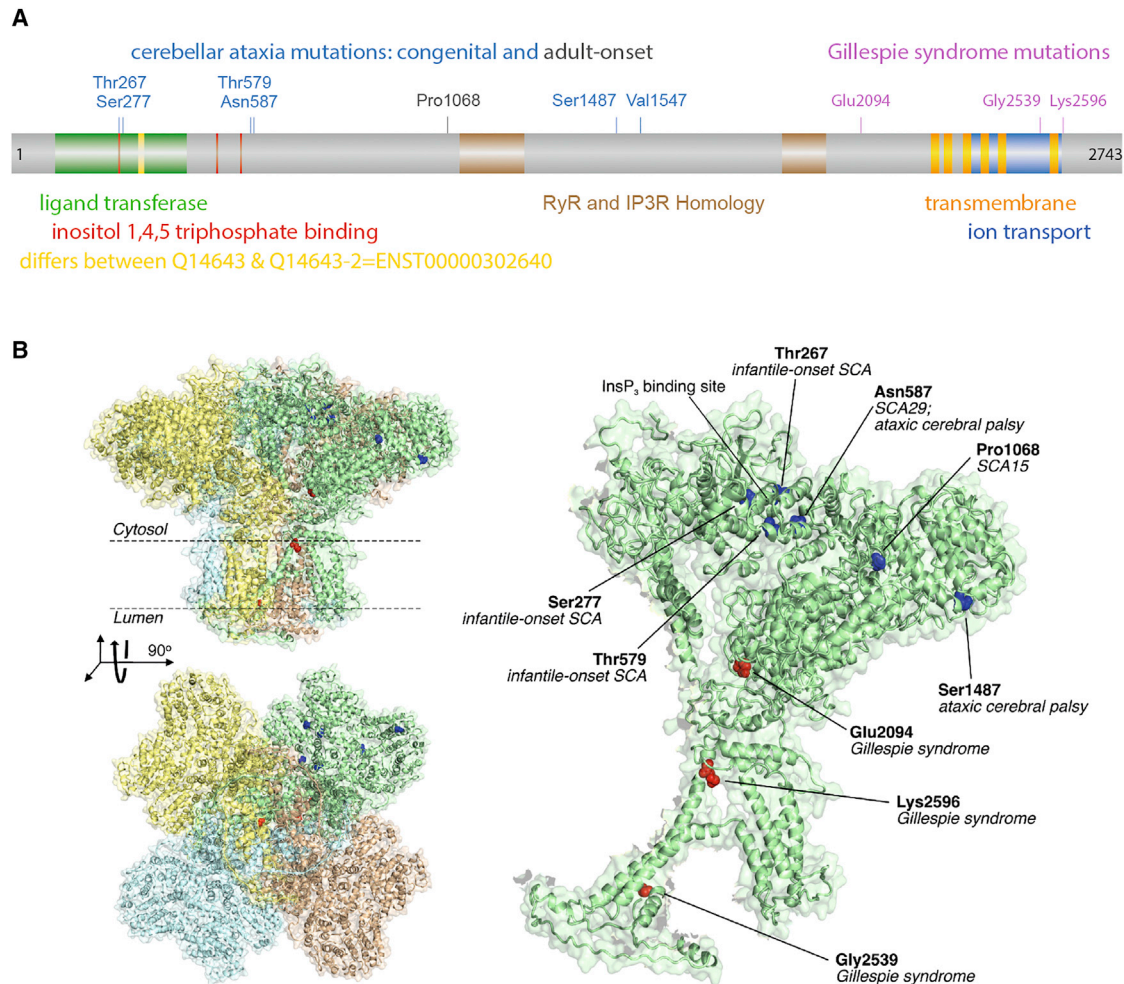 A
cerebellar ataxia mutations: congenital and adult-onset
Gillespie syndrome mutations
Thr267
Ser277
Thr579
Asn587
Pro1068
Ser1487
Val1547
Glu2094
Gly2539
Lys2596
1
2743
ligand transferase
inositol 1,4,5 triphosphate binding
differs between Q14643 & Q14643-2=ENST00000302640
RyR and IP3R Homology
transmembrane
ion transport
B
Cytosol
Lumen
90º
Thr267
infantile-onset SCA
InsP3 binding site
Asn587
SCA29;
ataxic cerebral palsy
Pro1068
SCA15
Ser277
infantile-onset SCA
Thr579
infantile-onset SCA
Ser1487
ataxic cerebral palsy
Glu2094
Gillespie syndrome
Lys2596
Gillespie syndrome
Gly2539
Gillespie syndrome